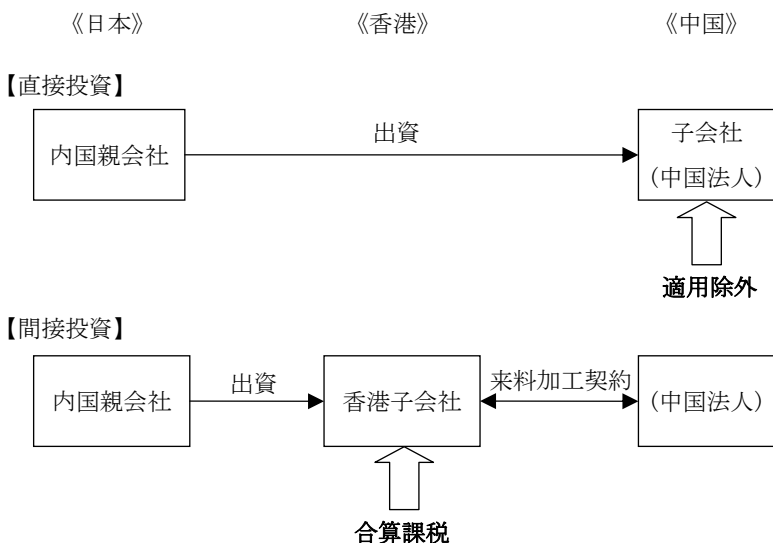 《日本》 《香港》 《中国》
【直接投資】
内国親会社
出資
子会社
（中国法人）
適用除外
【間接投資】
内国親会社
出資
香港子会社
来料加工契約
（中国法人）
合算課税